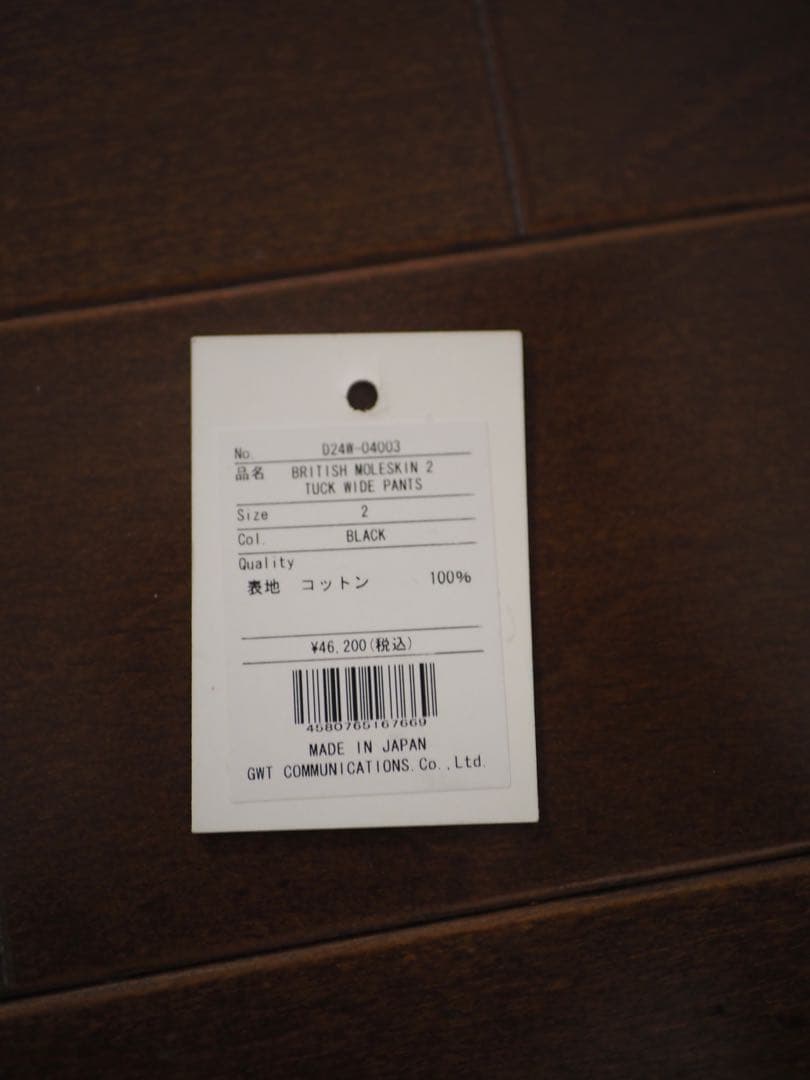 No. D24W-04003
品名 BRITISH MOLESKIN 2
TUCK WIDE PANTS
Size 2
Col. BLACK
Quality
表地 コットン 100%
¥46,200(税込)
4580765167669
MADE IN JAPAN
GWT COMMUNICATIONS.Co.,Ltd.